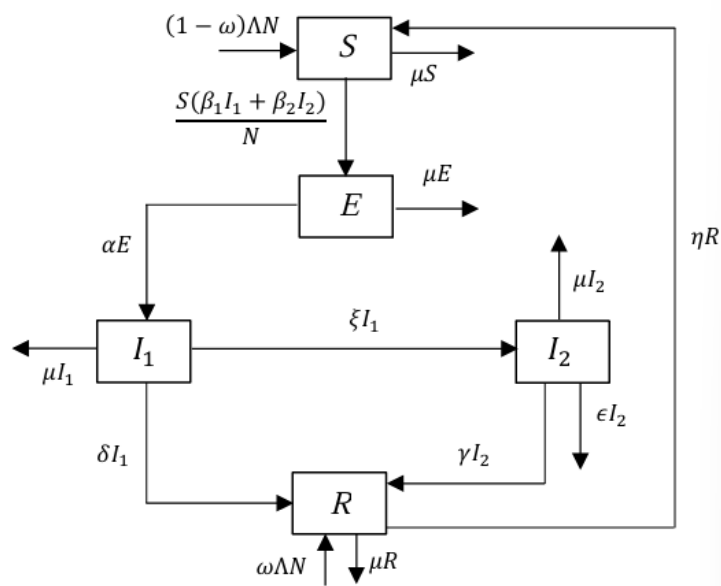 (1 − ω)ΛN
S
μS
S(β₁I₁ + β₂I₂)
N
E
μE
αE
ηR
μI₂
I₁
ξI₁
I₂
μI₁
ϵI₂
δI₁
γI₂
R
ωΛN
μR